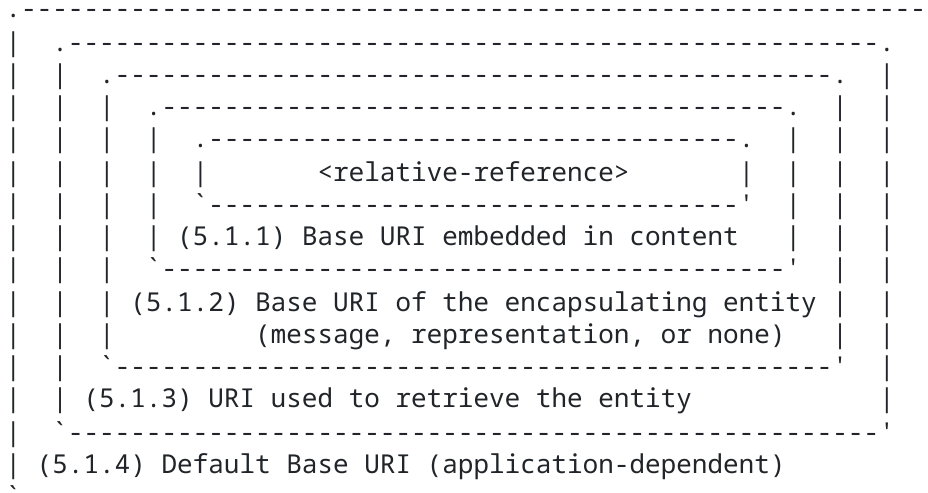 <relative-reference>
(5.1.1) Base URI embedded in content
(5.1.2) Base URI of the encapsulating entity
(message, representation, or none)
(5.1.3) URI used to retrieve the entity
(5.1.4) Default Base URI (application-dependent)